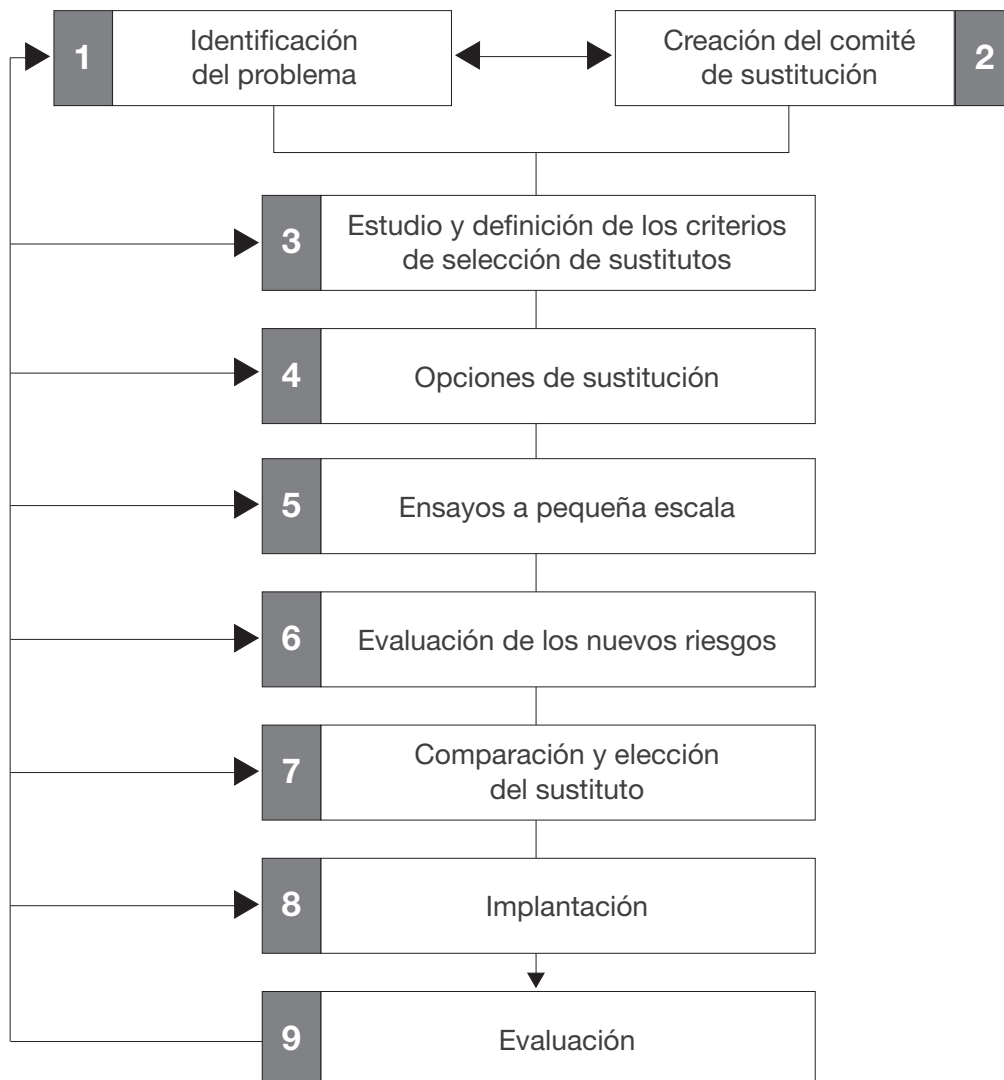 1
Identificación
del problema
Creación del comité
de sustitución
2
3
Estudio y definición de los criterios
de selección de sustitutos
4
Opciones de sustitución
5
Ensayos a pequeña escala
6
Evaluación de los nuevos riesgos
7
Comparación y elección
del sustituto
8
Implantación
9
Evaluación